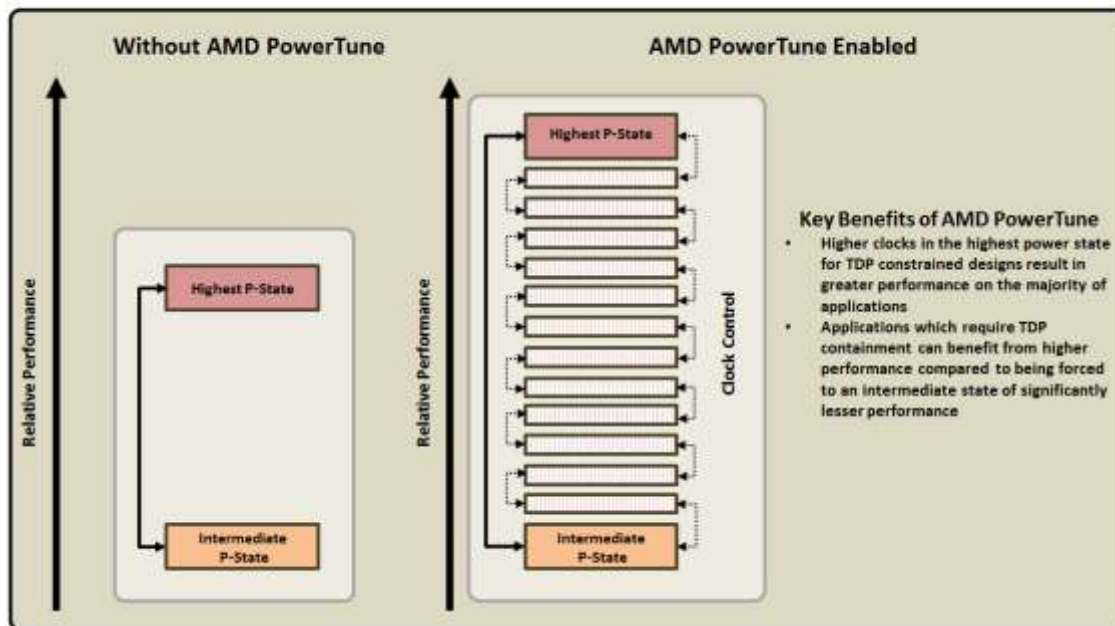 Without AMD PowerTune
AMD PowerTune Enabled
Relative Performance
Highest P-State
Intermediate
P-State
Relative Performance
Highest P-State
Intermediate
P-State
Clock Control
Key Benefits of AMD PowerTune
• Higher clocks in the highest power state
for TDP constrained designs result in
greater performance on the majority of
applications
• Applications which require TDP
containment can benefit from higher
performance compared to being forced
to an intermediate state of significantly
lesser performance